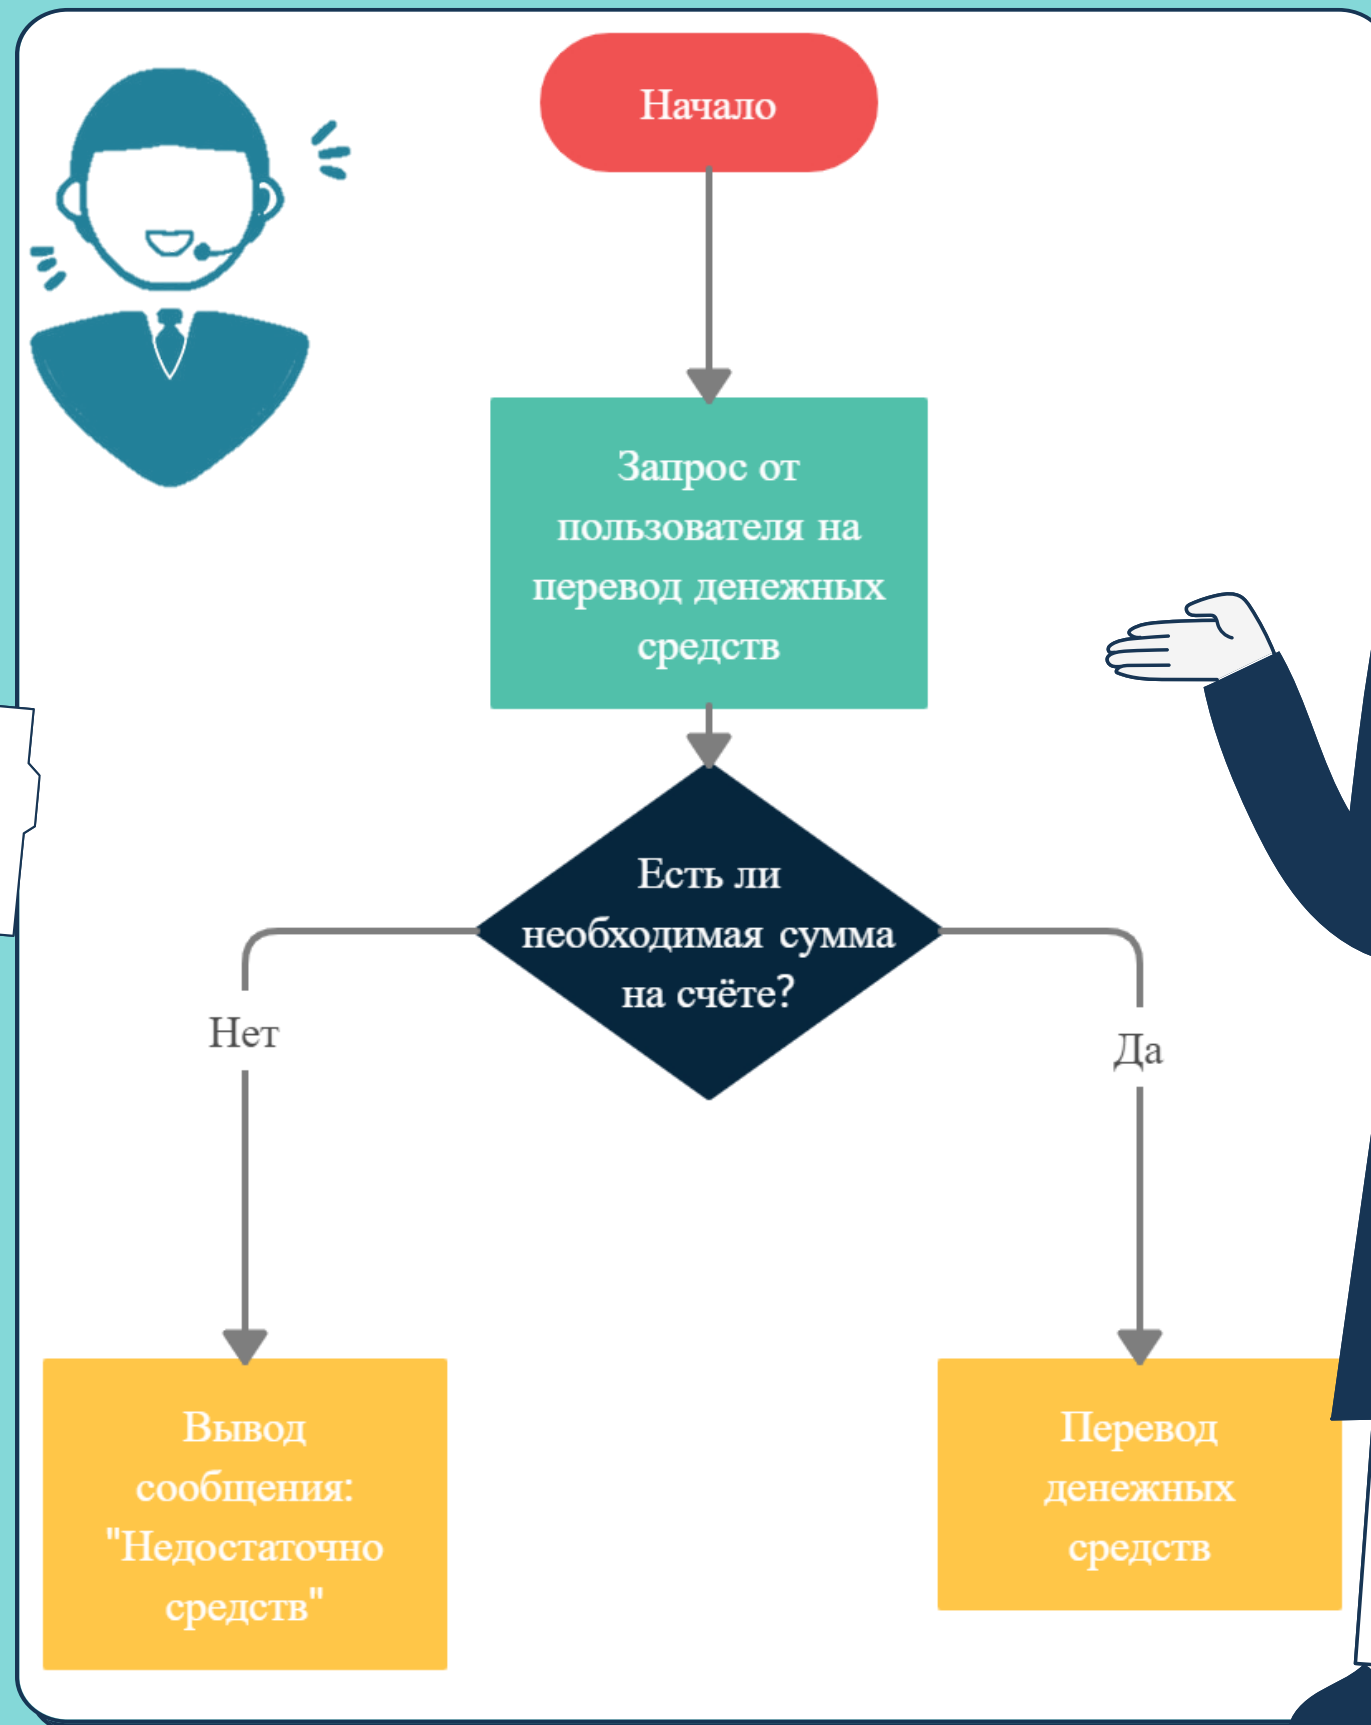 Начало
Запрос от
пользователя на
перевод денежных
средств
Есть ли
необходимая сумма
на счёте?
Нет
Да
Вывод
сообщения:
"Недостаточно
средств"
Перевод
денежных
средств